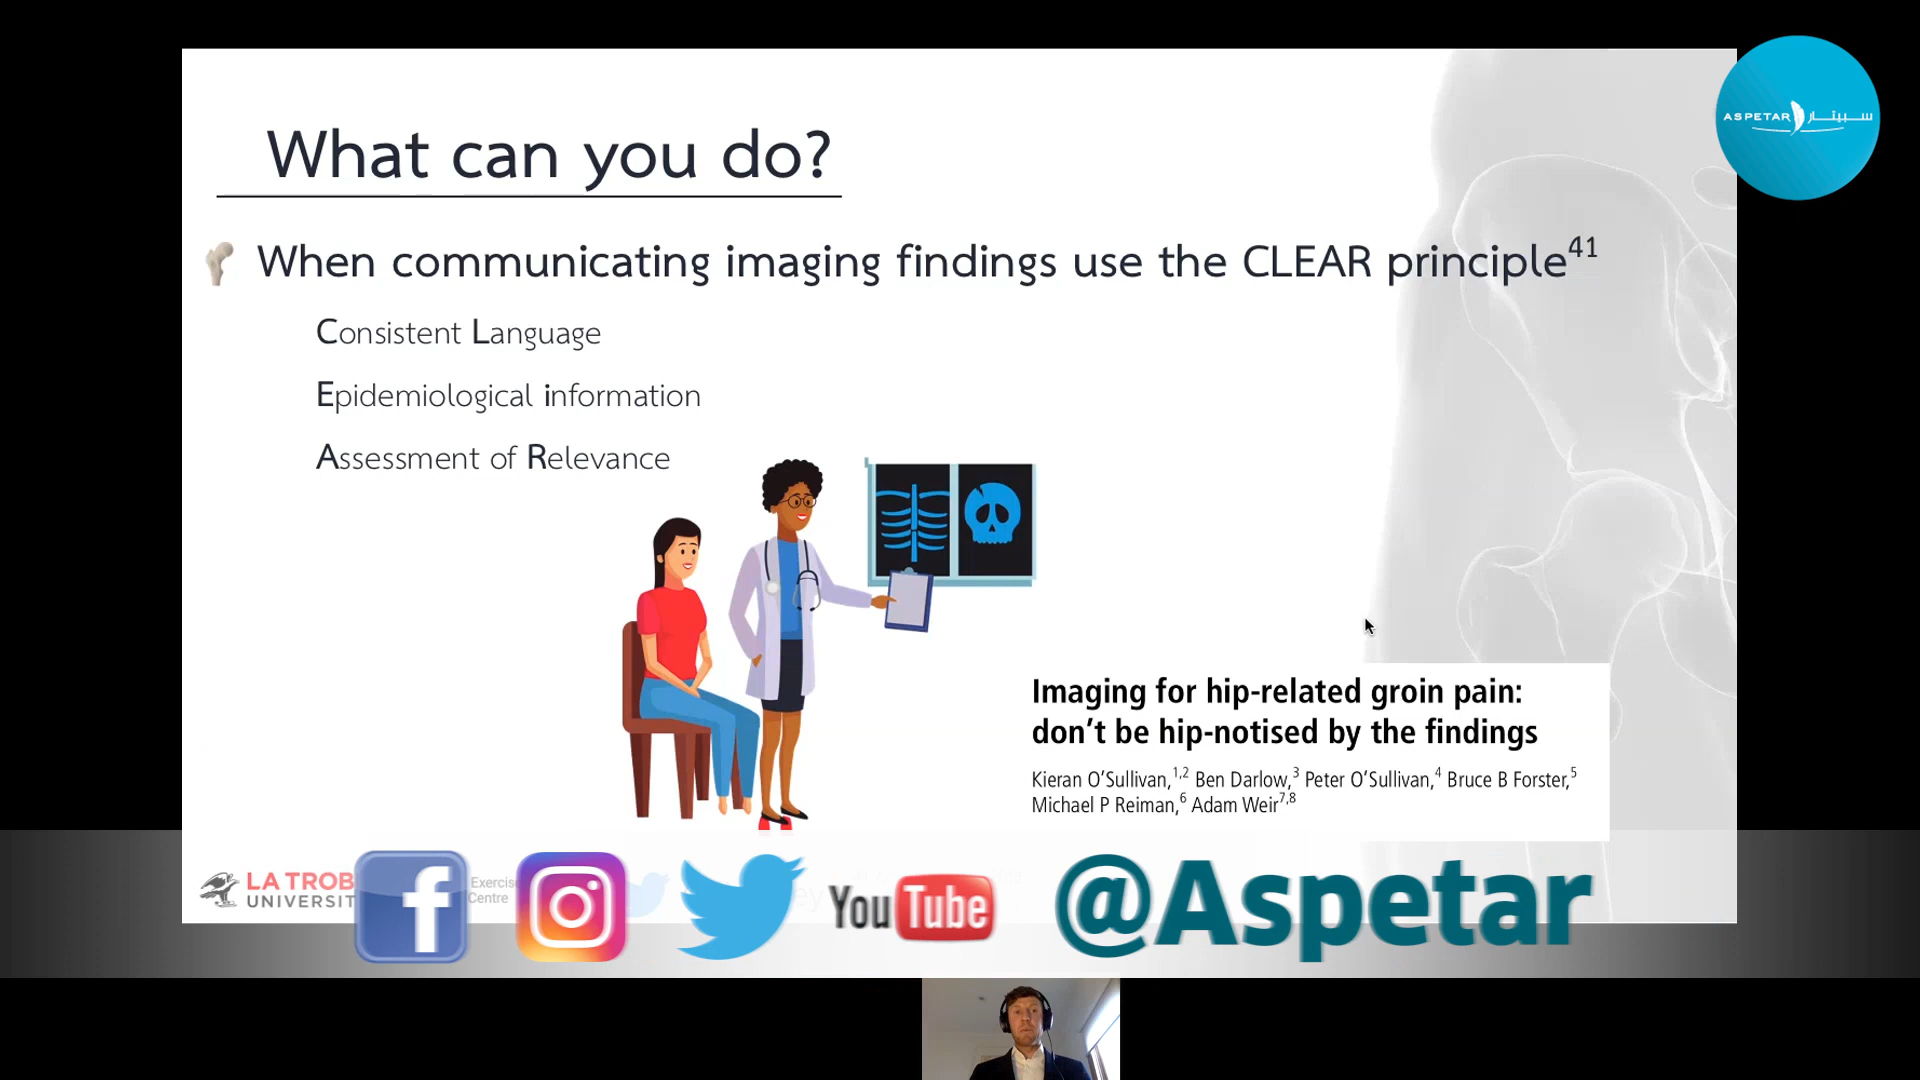 ASPETAR سبيتار
What can you do?
When communicating imaging findings use the CLEAR principle41
Consistent Language
Epidemiological information
Assessment of Relevance
Imaging for hip-related groin pain:
don't be hip-notised by the findings
Kieran O'Sullivan,1,2 Ben Darlow,3 Peter O'Sullivan,4 Bruce B Forster,5
Michael P Reiman,6 Adam Weir7,8
LA TROB
UNIVERSIT
Exercis
Centre
f
YouTube
@Aspetar